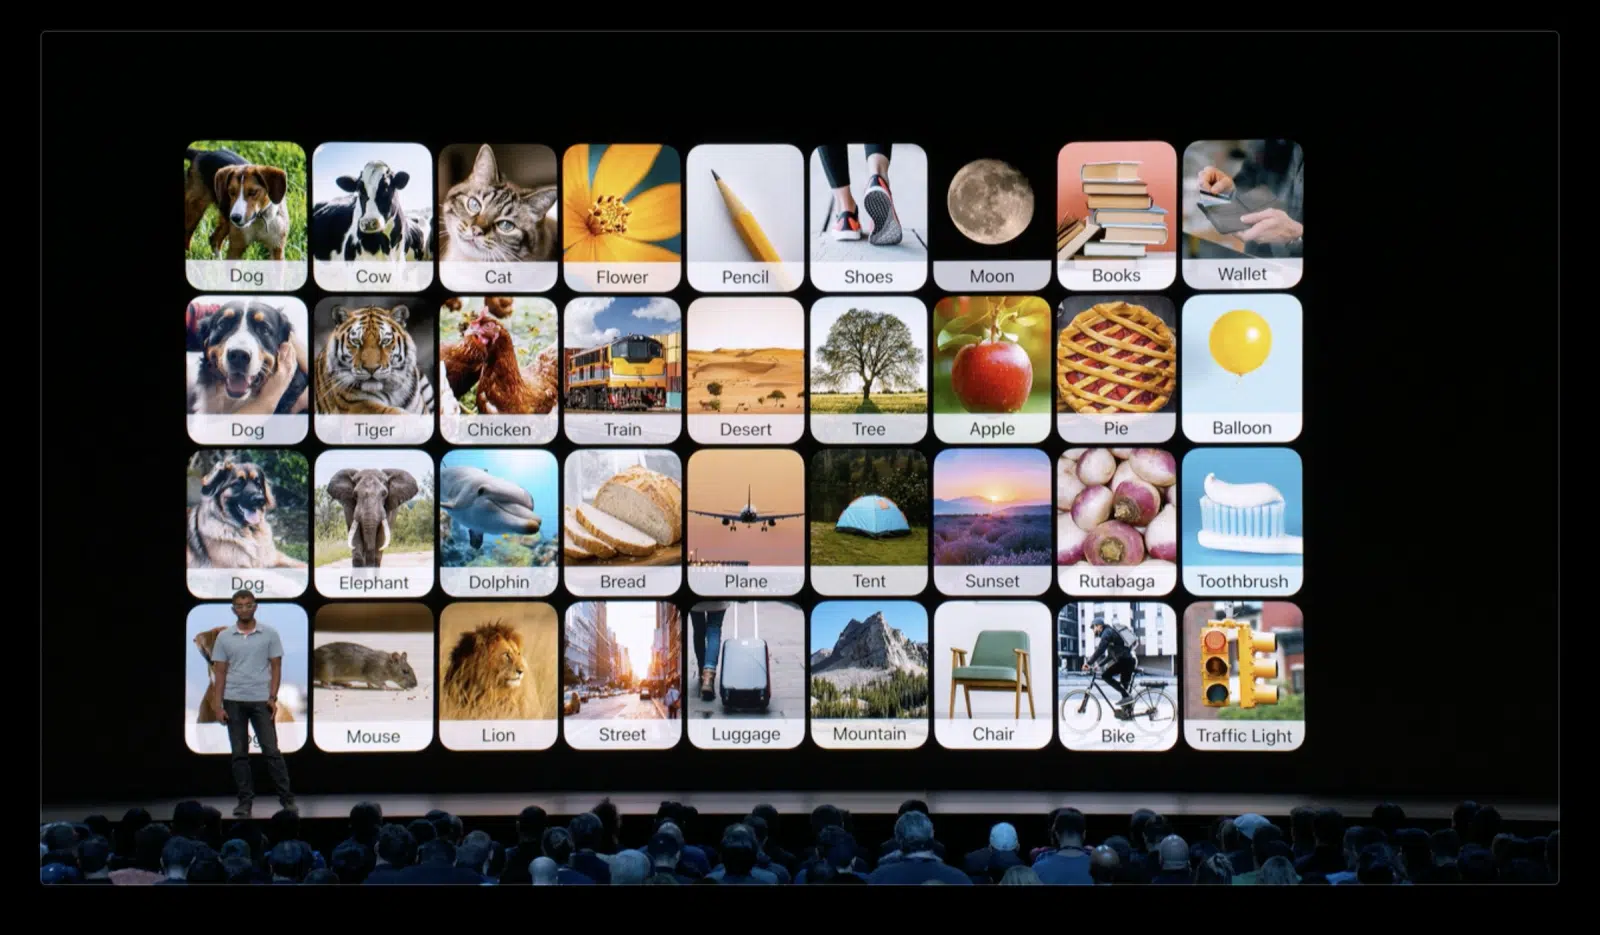 Dog
Cow
Cat
Flower
Pencil
Shoes
Moon
Books
Wallet
Dog
Tiger
Chicken
Train
Desert
Tree
Apple
Pie
Balloon
Dog
Elephant
Dolphin
Bread
Plane
Tent
Sunset
Rutabaga
Toothbrush
Mouse
Lion
Street
Luggage
Mountain
Chair
Bike
Traffic Light